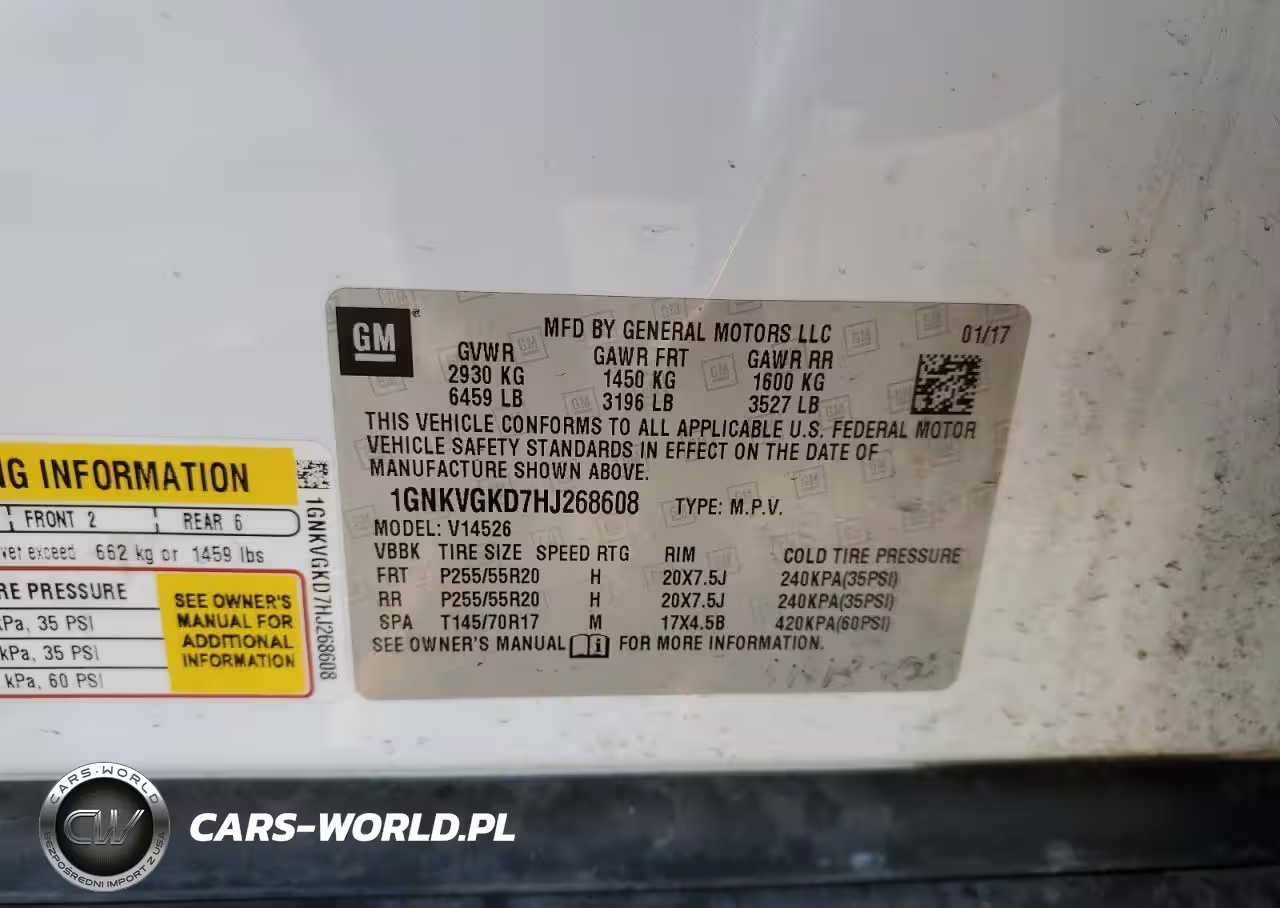 GM
MFD BY GENERAL MOTORS LLC
01/17
GVWR GAWR FRT GAWR RR
2930 KG 1450 KG 1600 KG
6459 LB 3196 LB 3527 LB
THIS VEHICLE CONFORMS TO ALL APPLICABLE U.S. FEDERAL MOTOR
VEHICLE SAFETY STANDARDS IN EFFECT ON THE DATE OF
MANUFACTURE SHOWN ABOVE.
1GNKVGKD7HJ268608 TYPE: M.P.V.
MODEL: V14526
VBBK TIRE SIZE SPEED RTG RIM COLD TIRE PRESSURE
FRT P255/55R20 H 20X7.5J 240KPA(35PSI)
RR P255/55R20 H 20X7.5J 240KPA(35PSI)
SPA T145/70R17 M 17X4.5B 420KPA(60PSI)
SEE OWNER'S MANUAL FOR MORE INFORMATION.
NG INFORMATION
FRONT 2 REAR 6
ver exceed 662 kg or 1459 lbs
RE PRESSURE
kPa, 35 PSI
kPa, 35 PSI
kPa, 60 PSI
SEE OWNER'S
MANUAL FOR
ADDITIONAL
INFORMATION
1GNKVGKD7HJ268608
CARS-WORLD
CW
BEZPOŚREDNI IMPORT Z USA
CARS-WORLD.PL